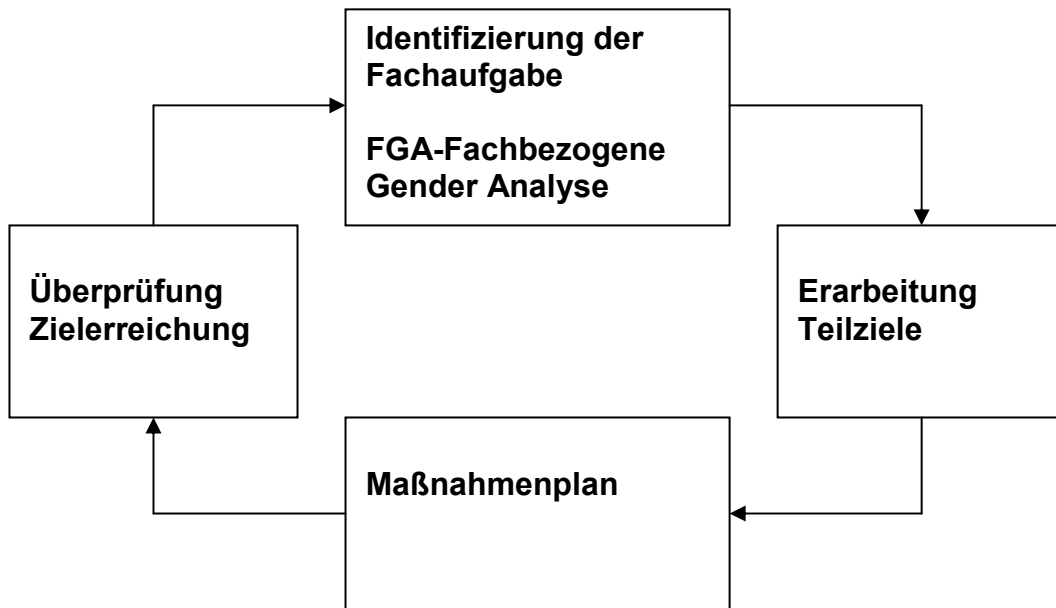 Identifizierung der
Fachaufgabe
FGA-Fachbezogene
Gender Analyse
Überprüfung
Zielerreichung
Erarbeitung
Teilziele
Maßnahmenplan